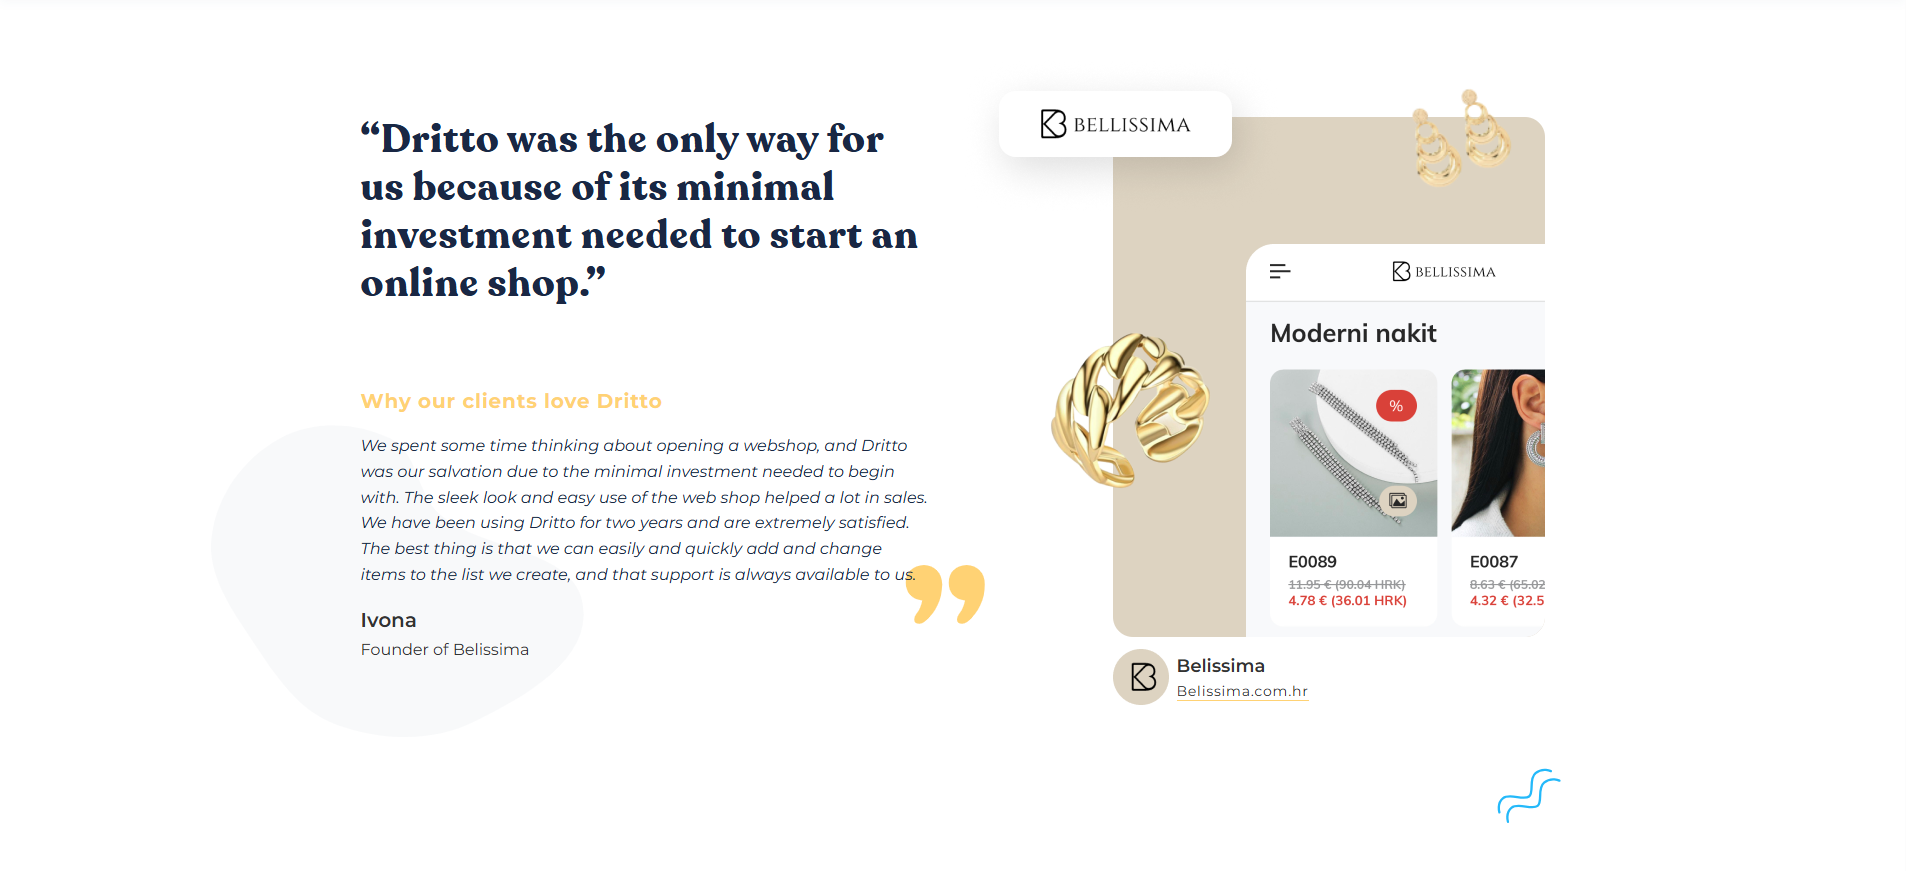 “Dritto was the only way for
us because of its minimal
investment needed to start an
online shop.”
Why our clients love Dritto
We spent some time thinking about opening a webshop, and Dritto
was our salvation due to the minimal investment needed to begin
with. The sleek look and easy use of the web shop helped a lot in sales.
We have been using Dritto for two years and are extremely satisfied.
The best thing is that we can easily and quickly add and change
items to the list we create, and that support is always available to us.
Ivona
Founder of Belissima
BELLISSIMA
BELLISSIMA
Moderni nakit
%
E0089
11.95 € (90.04 HRK)
4.78 € (36.01 HRK)
E0087
8.63 € (65.02
4.32 € (32.5
Belissima
Belissima.com.hr